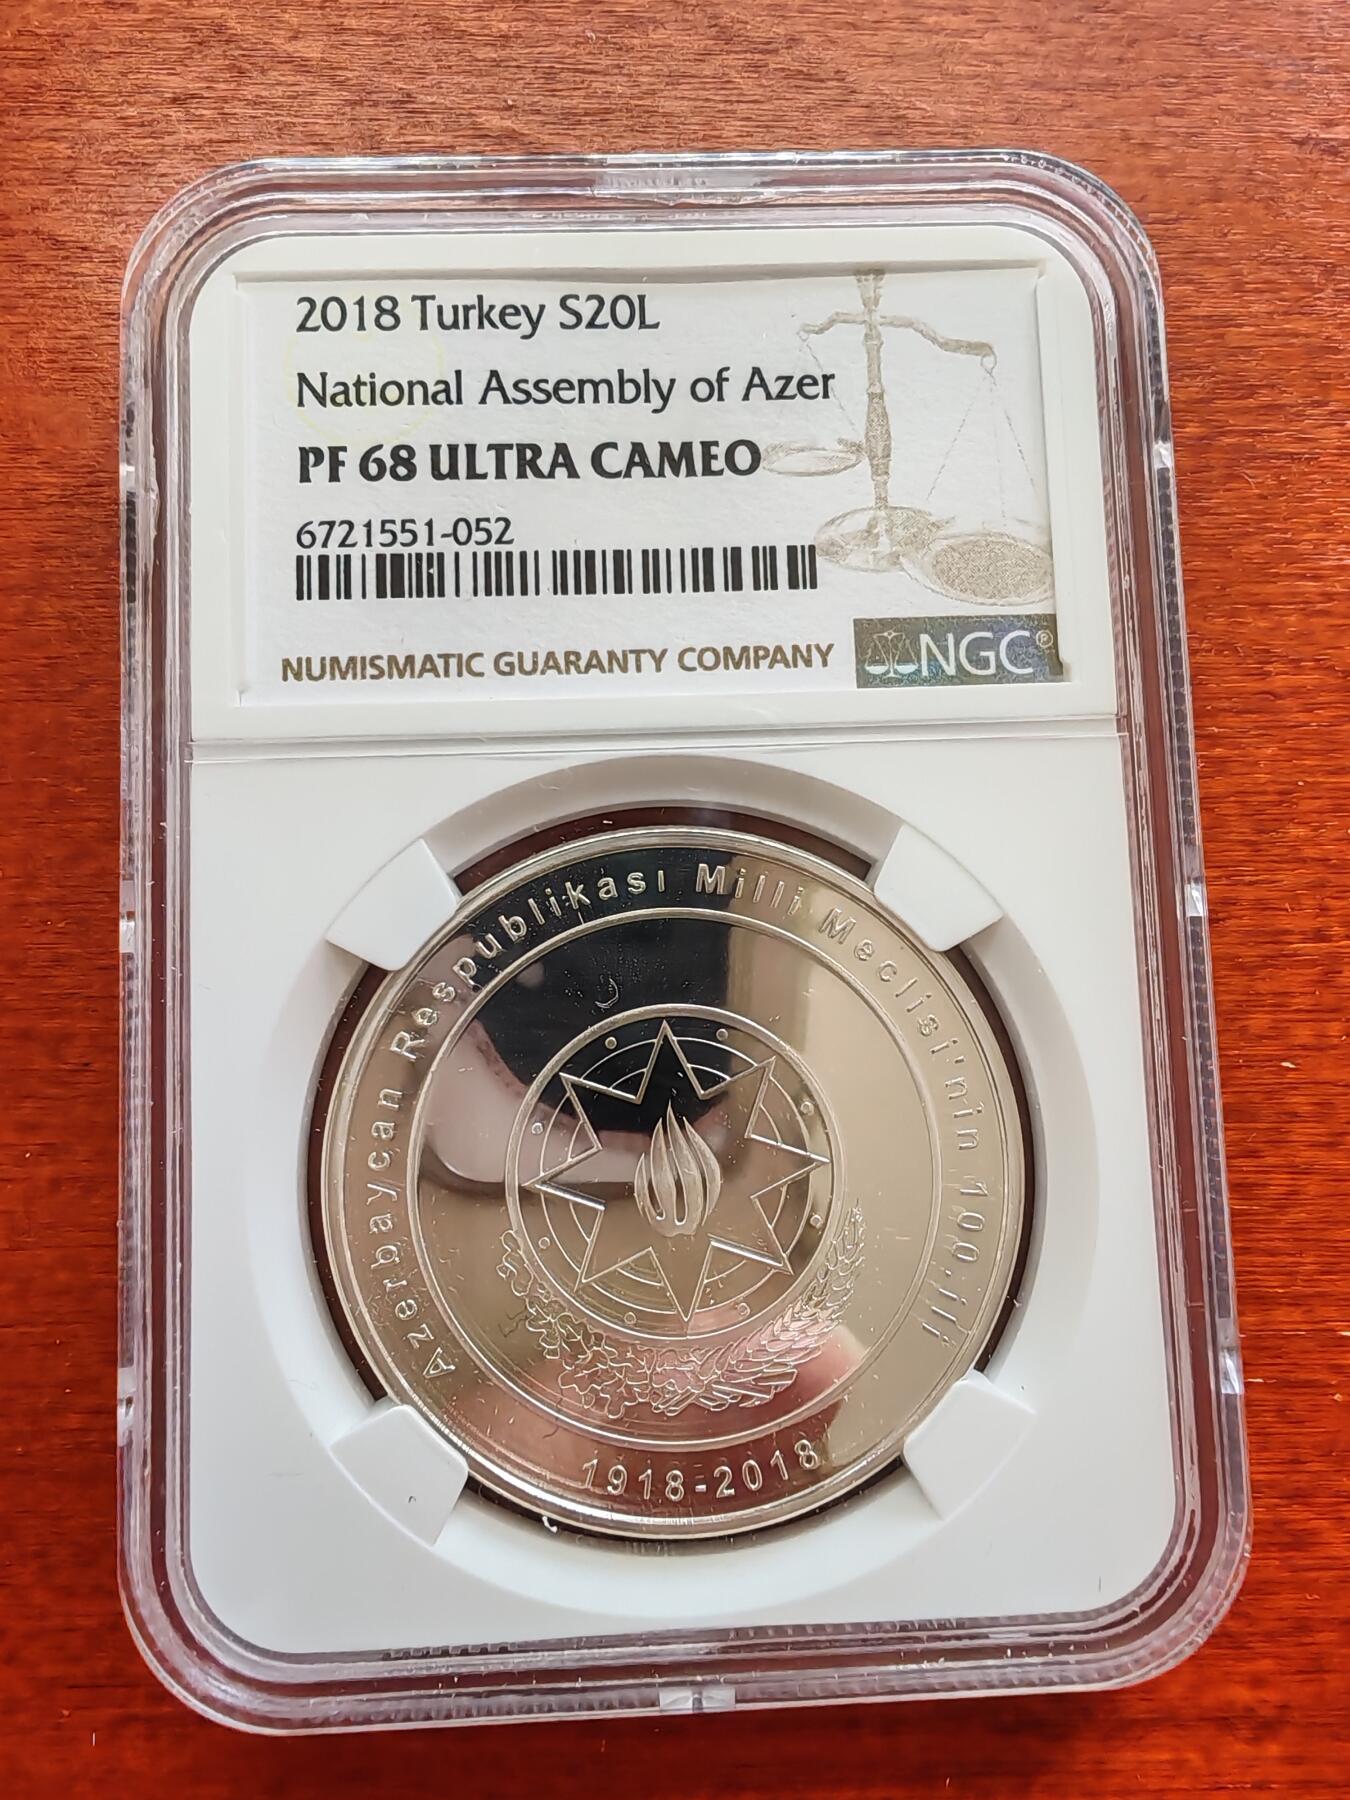 2018 Turkey S20L
National Assembly of Azer
PF 68 ULTRA CAMEO
6721551-052
NUMISMATIC GUARANTY COMPANY
NGC®
Azerbaycan Respublikası Milli Meclisi'nin 100.Yılı
1918-2018